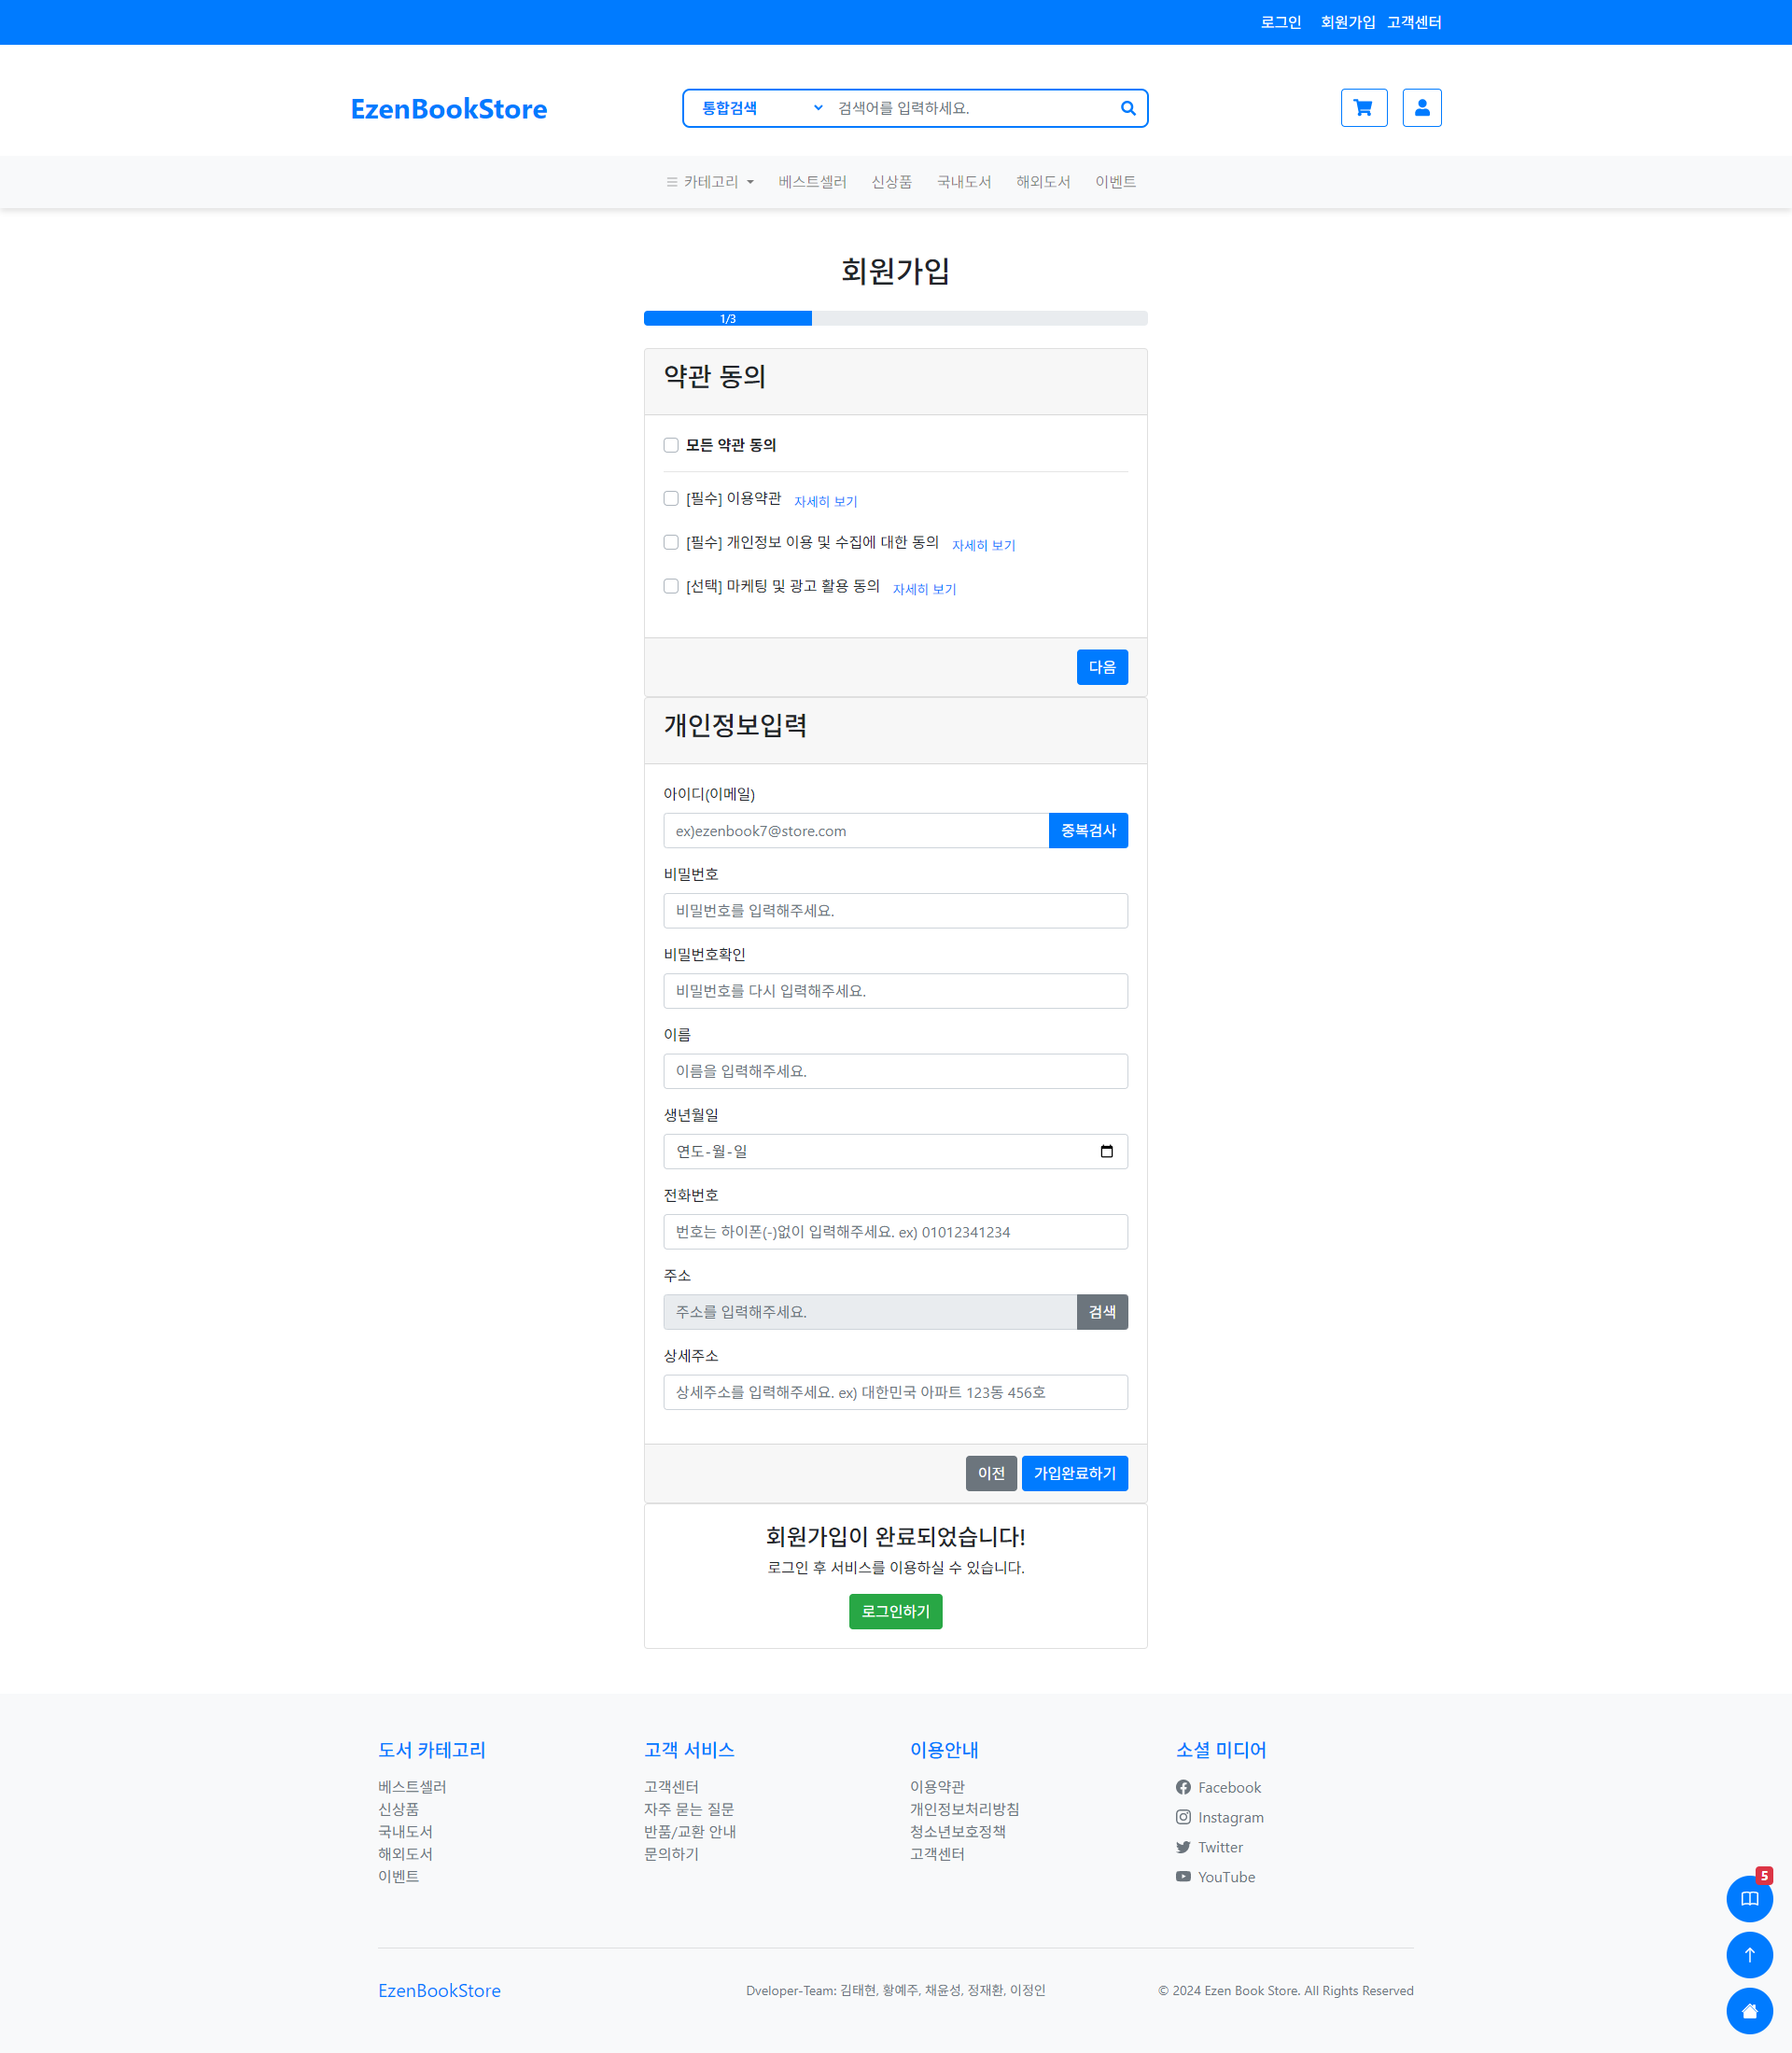 로그인 회원가입 고객센터
EzenBookStore 통합검색 검색어를 입력하세요.
카테고리 베스트셀러 신상품 국내도서 해외도서 이벤트
회원가입
1/3
약관 동의
모든 약관 동의
[필수] 이용약관 자세히 보기
[필수] 개인정보 이용 및 수집에 대한 동의 자세히 보기
[선택] 마케팅 및 광고 활용 동의 자세히 보기
다음
개인정보입력
아이디(이메일)
ex)ezenbook7@store.com 중복검사
비밀번호
비밀번호를 입력해주세요.
비밀번호확인
비밀번호를 다시 입력해주세요.
이름
이름을 입력해주세요.
생년월일
연도-월-일
전화번호
번호는 하이폰(-)없이 입력해주세요. ex) 01012341234
주소
주소를 입력해주세요. 검색
상세주소
상세주소를 입력해주세요. ex) 대한민국 아파트 123동 456호
이전 가입완료하기
회원가입이 완료되었습니다!
로그인 후 서비스를 이용하실 수 있습니다.
로그인하기
도서 카테고리
베스트셀러
신상품
국내도서
해외도서
이벤트
고객 서비스
고객센터
자주 묻는 질문
반품/교환 안내
문의하기
이용안내
이용약관
개인정보처리방침
청소년보호정책
고객센터
소셜 미디어
Facebook
Instagram
Twitter
YouTube
5
EzenBookStore Dveloper-Team: 김태현, 황예주, 채윤성, 정재환, 이정인 © 2024 Ezen Book Store. All Rights Reserved